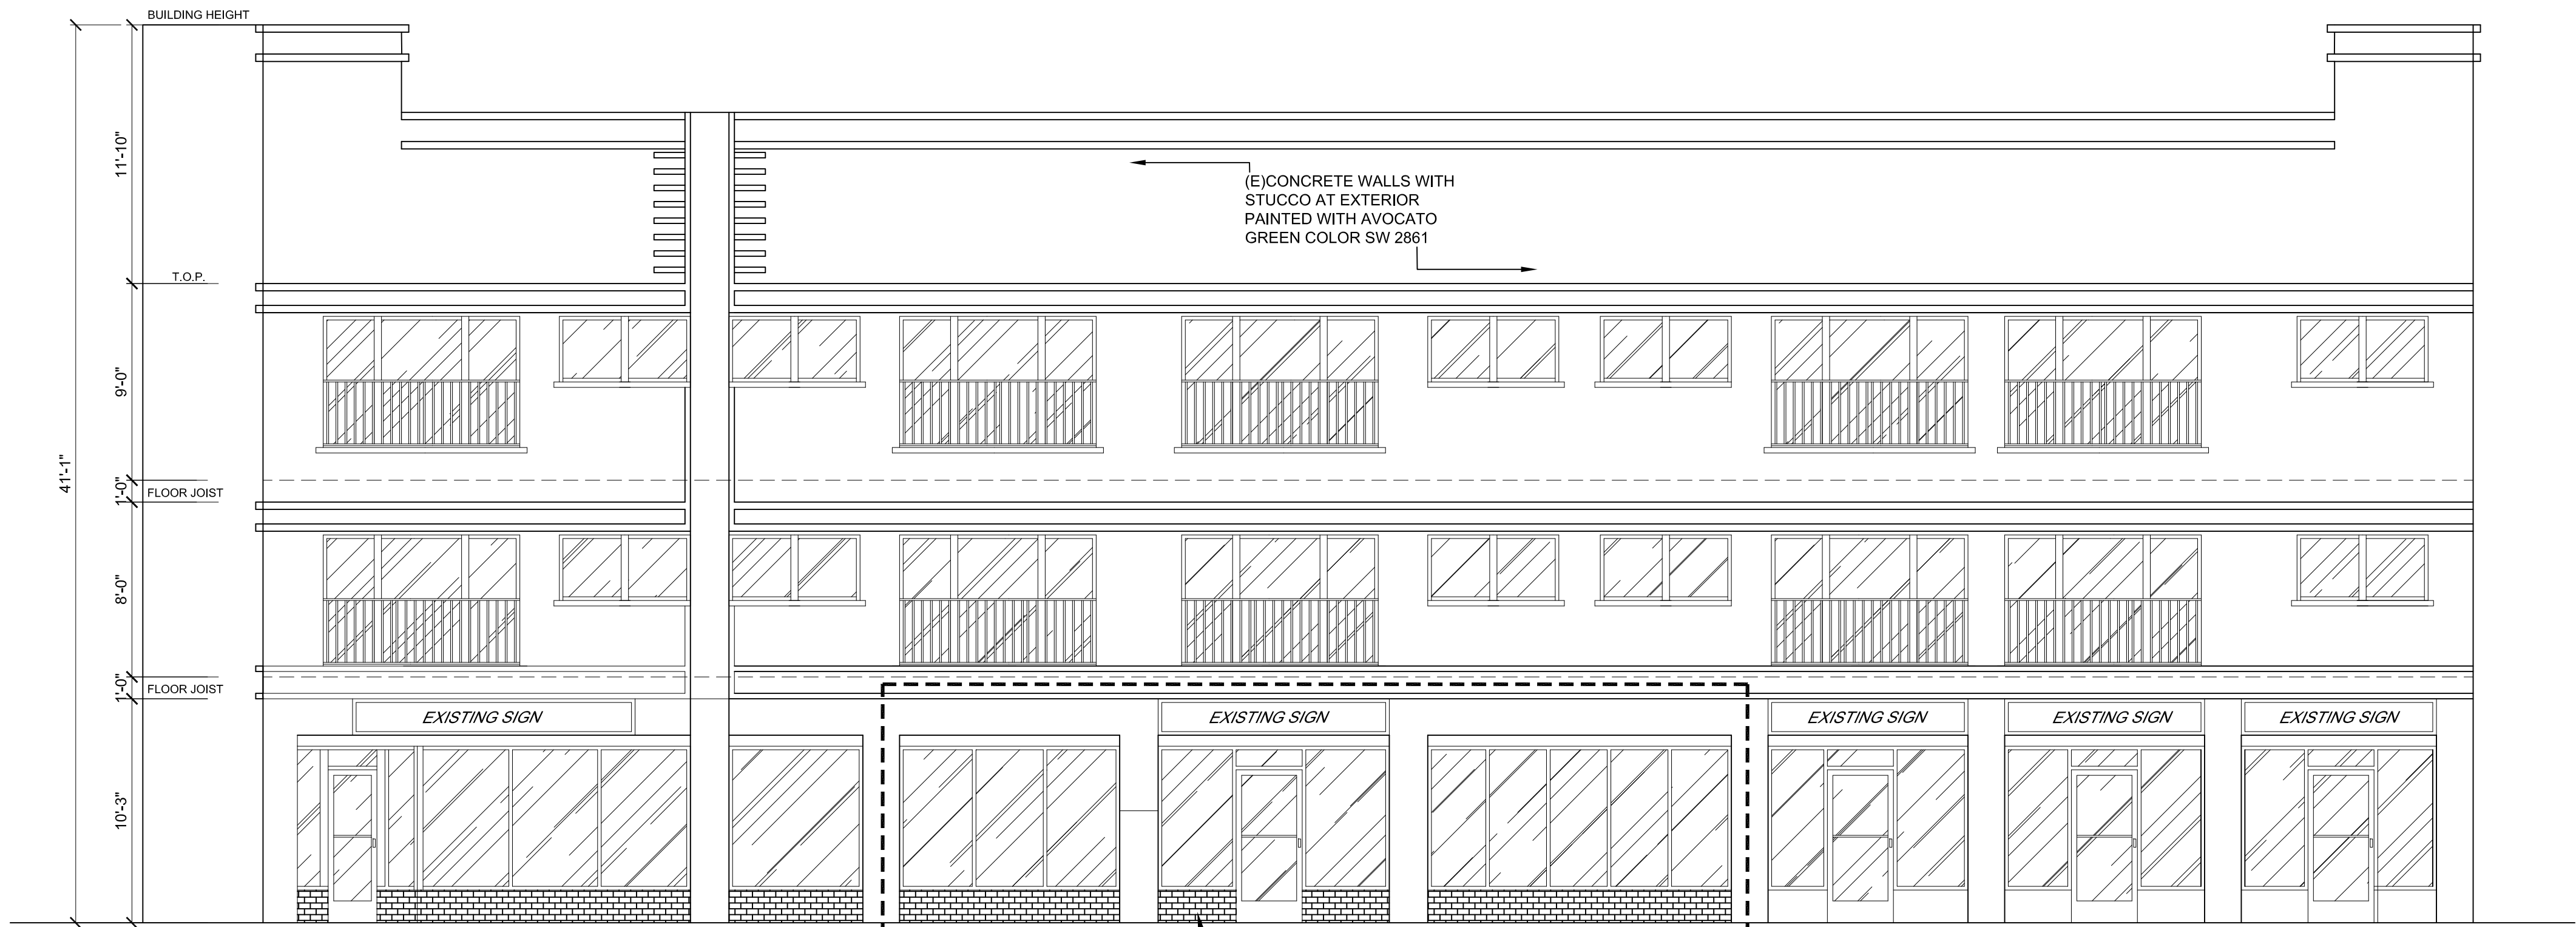 BUILDING HEIGHT
11'-10"
(E)CONCRETE WALLS WITH
STUCCO AT EXTERIOR
PAINTED WITH AVOCATO
GREEN COLOR SW 2861
T.O.P.
9'-0"
41'-1"
1'-0"
FLOOR JOIST
8'-0"
1'-0"
FLOOR JOIST
EXISTING SIGN
EXISTING SIGN
EXISTING SIGN
EXISTING SIGN
EXISTING SIGN
10'-3"